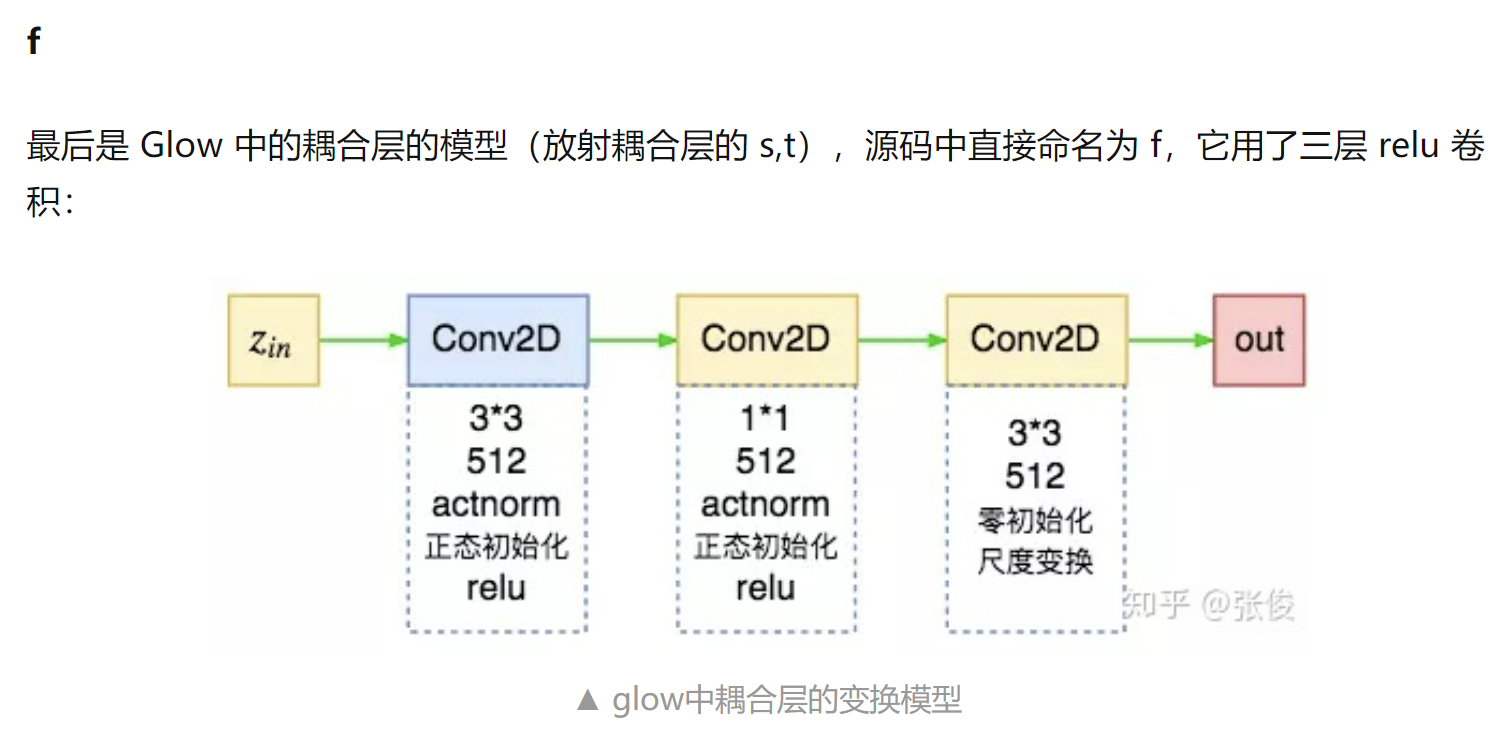 f
最后是 Glow 中的耦合层的模型（放射耦合层的 s,t），源码中直接命名为 f，它用了三层 relu 卷
积：
z_in
Conv2D
Conv2D
Conv2D
out
3*3
512
actnorm
正态初始化
relu
1*1
512
actnorm
正态初始化
relu
3*3
512
零初始化
尺度变换
知乎 @张俊
▲ glow中耦合层的变换模型